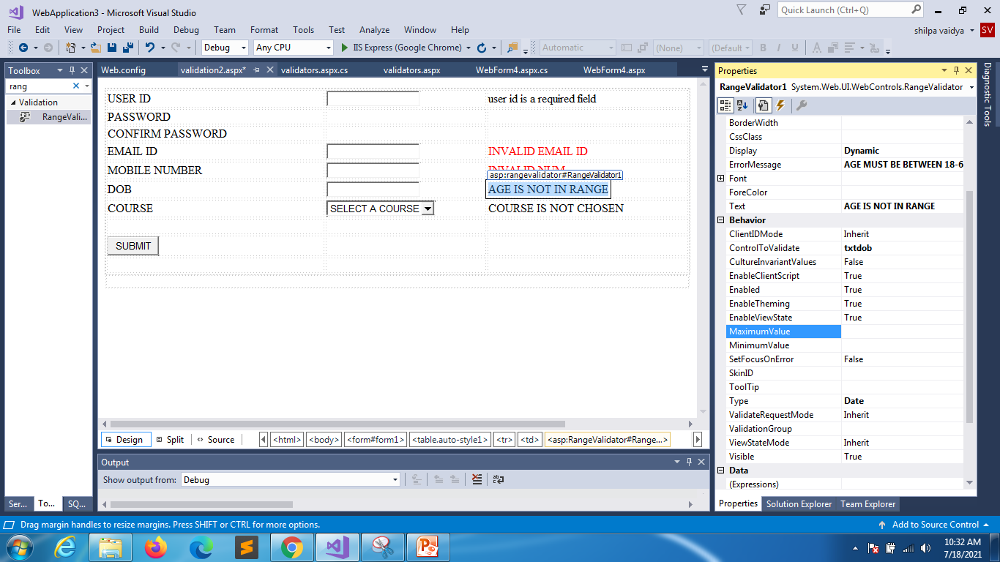 WebApplication3 - Microsoft Visual Studio
Quick Launch (Ctrl+Q)
File Edit View Project Build Debug Team Format Tools Test Analyze Window Help
shilpa vaidya SV
Debug Any CPU IIS Express (Google Chrome) Automatic (None) (Default B I U A
Toolbox
rang
Validation
RangeVali...
Web.config validation2.aspx* validators.aspx.cs validators.aspx WebForm4.aspx.cs WebForm4.aspx
USER ID user id is a required field
PASSWORD
CONFIRM PASSWORD
EMAIL ID INVALID EMAIL ID
MOBILE NUMBER INVALID NUM
asp:rangevalidator#RangeValidator1
DOB AGE IS NOT IN RANGE
COURSE SELECT A COURSE COURSE IS NOT CHOSEN
SUBMIT
Design Split Source <html> <body> <form#form1> <table.auto-style1> <tr> <td> <asp:RangeValidator#Range...>
Output
Show output from: Debug
Ser... To... SQ...
Properties
RangeValidator1 System.Web.UI.WebControls.RangeValidator
BorderWidth
CssClass
Display Dynamic
ErrorMessage AGE MUST BE BETWEEN 18-6
Font
ForeColor
Text AGE IS NOT IN RANGE
Behavior
ClientIDMode Inherit
ControlToValidate txtdob
CultureInvariantValues False
EnableClientScript True
Enabled True
EnableTheming True
EnableViewState True
MaximumValue
MinimumValue
SetFocusOnError False
SkinID
ToolTip
Type Date
ValidateRequestMode Inherit
ValidationGroup
ViewStateMode Inherit
Visible True
Data
(Expressions)
Properties Solution Explorer Team Explorer
Diagnostic Tools
Drag margin handles to resize margins. Press SHIFT or CTRL for more options.
Add to Source Control
10:32 AM
7/18/2021